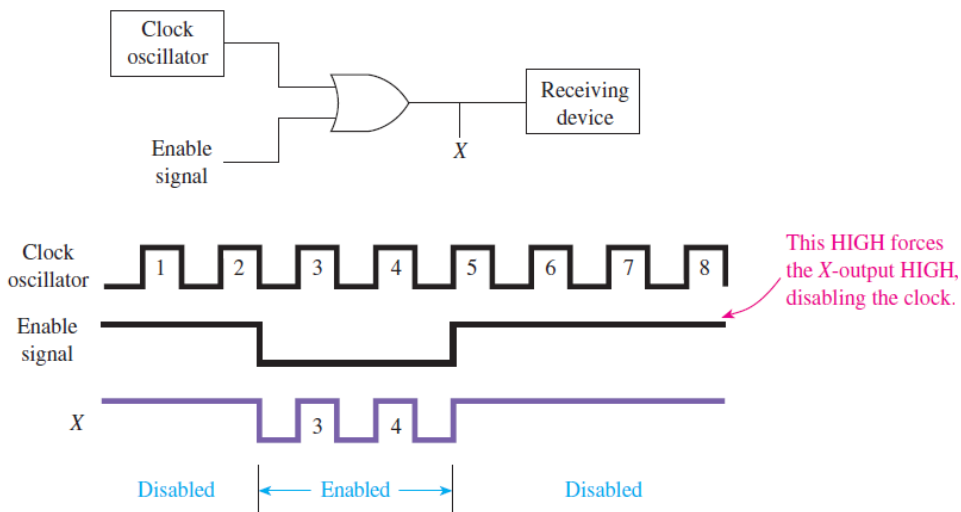 Clock
oscillator
Receiving
device
Enable
signal
X
Clock
oscillator
1 2 3 4 5 6 7 8
This HIGH forces
the X-output HIGH,
disabling the clock.
Enable
signal
X
3 4
Disabled Enabled Disabled